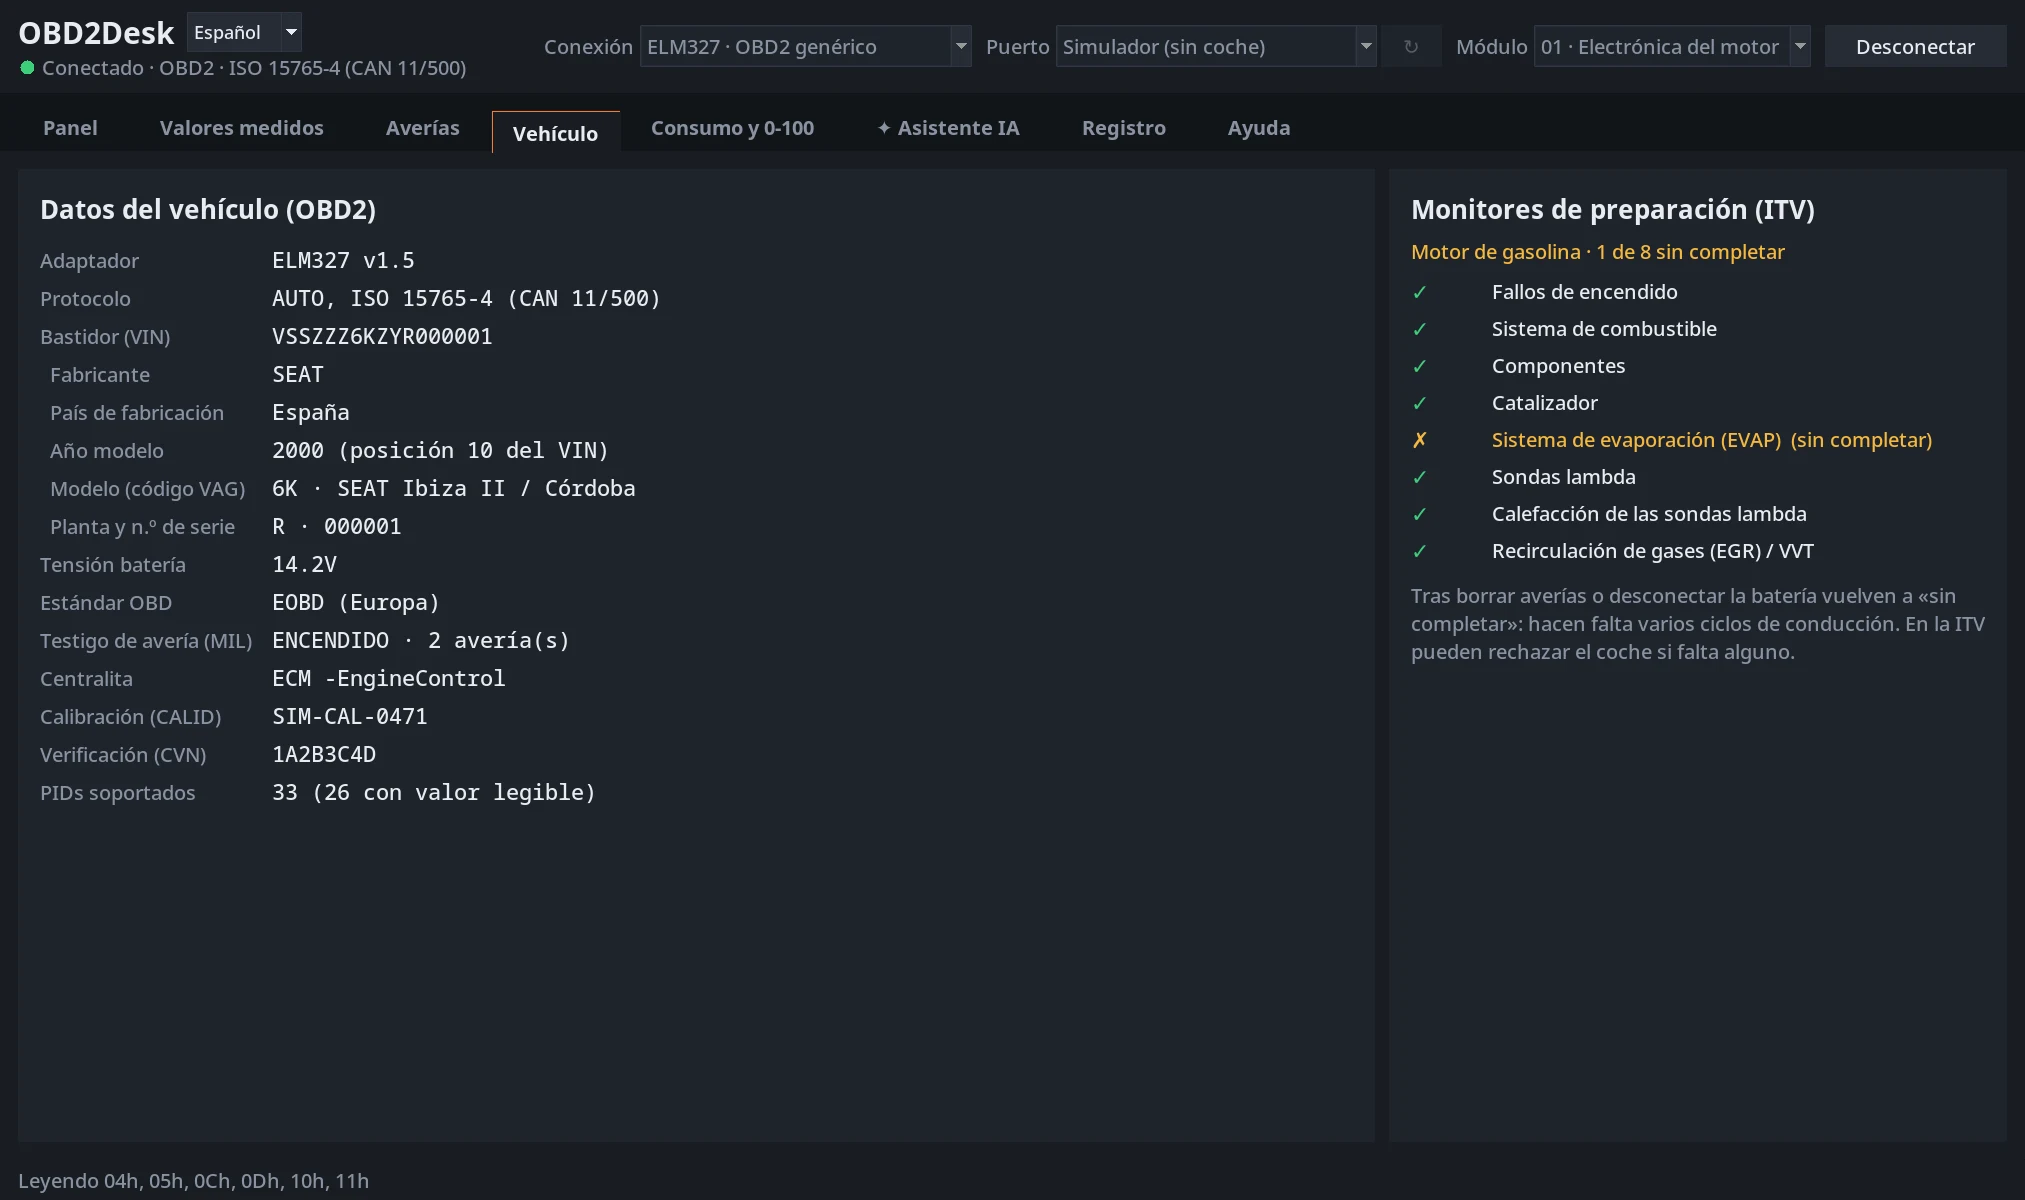 OBD2Desk Español
Conectado · OBD2 · ISO 15765-4 (CAN 11/500)
Conexión ELM327 · OBD2 genérico Puerto Simulador (sin coche) ↻ Módulo 01 · Electrónica del motor Desconectar
Panel Valores medidos Averías Vehículo Consumo y 0-100 ✦ Asistente IA Registro Ayuda
Datos del vehículo (OBD2)
Adaptador ELM327 v1.5
Protocolo AUTO, ISO 15765-4 (CAN 11/500)
Bastidor (VIN) VSSZZZ6KZYR000001
Fabricante SEAT
País de fabricación España
Año modelo 2000 (posición 10 del VIN)
Modelo (código VAG) 6K · SEAT Ibiza II / Córdoba
Planta y n.º de serie R · 000001
Tensión batería 14.2V
Estándar OBD EOBD (Europa)
Testigo de avería (MIL) ENCENDIDO · 2 avería(s)
Centralita ECM -EngineControl
Calibración (CALID) SIM-CAL-0471
Verificación (CVN) 1A2B3C4D
PIDs soportados 33 (26 con valor legible)
Monitores de preparación (ITV)
Motor de gasolina · 1 de 8 sin completar
✓ Fallos de encendido
✓ Sistema de combustible
✓ Componentes
✓ Catalizador
✗ Sistema de evaporación (EVAP) (sin completar)
✓ Sondas lambda
✓ Calefacción de las sondas lambda
✓ Recirculación de gases (EGR) / VVT
Tras borrar averías o desconectar la batería vuelven a «sin
completar»: hacen falta varios ciclos de conducción. En la ITV
pueden rechazar el coche si falta alguno.
Leyendo 04h, 05h, 0Ch, 0Dh, 10h, 11h